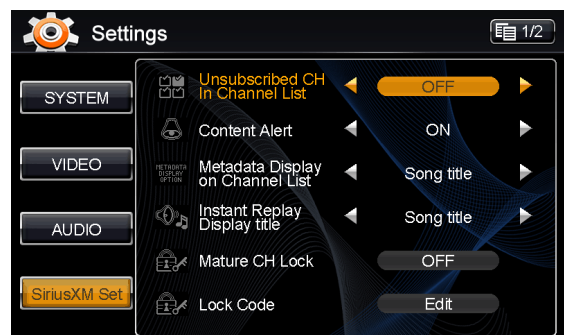 Settings
1/2
SYSTEM
VIDEO
AUDIO
SiriusXM Set
Unsubscribed CH
In Channel List
OFF
Content Alert
ON
METADATA
DISPLAY
OPTION
Metadata Display
on Channel List
Song title
Instant Replay
Display title
Song title
Mature CH Lock
OFF
Lock Code
Edit